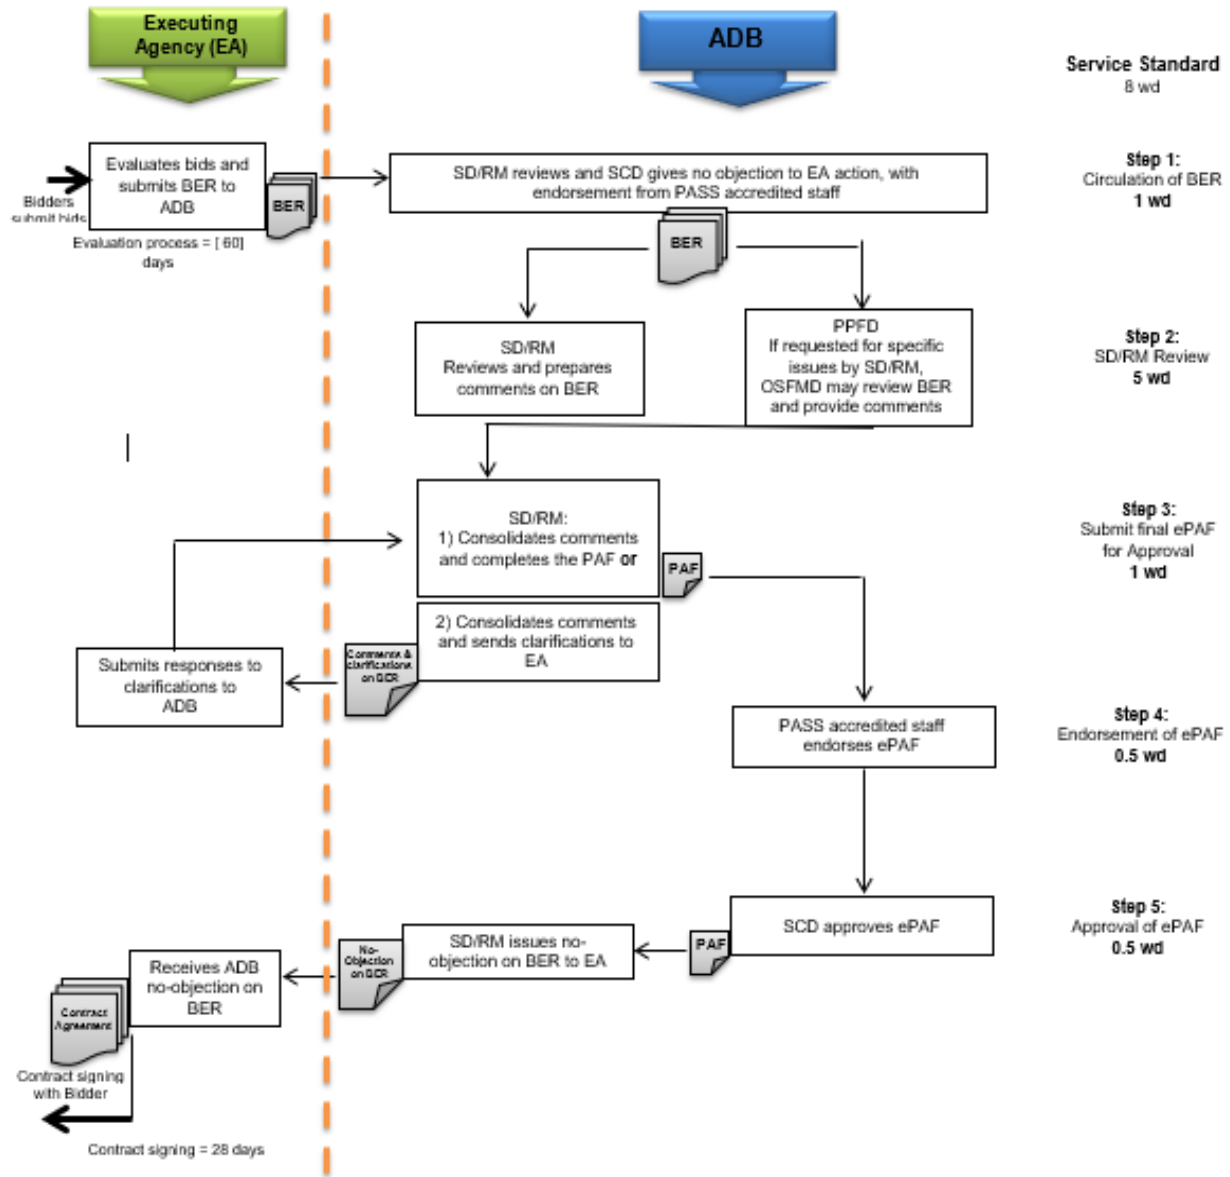 Executing
Agency (EA)
ADB
Service Standard
8 wd
Bidders
submit bids
Evaluates bids and
submits BER to
ADB
BER
Evaluation process = [ 60]
days
SD/RM reviews and SCD gives no objection to EA action, with
endorsement from PASS accredited staff
Step 1:
Circulation of BER
1 wd
BER
SD/RM
Reviews and prepares
comments on BER
PPFD
If requested for specific
issues by SD/RM,
OSFMD may review BER
and provide comments
Step 2:
SD/RM Review
5 wd
SD/RM:
1) Consolidates comments
and completes the PAF or
PAF
Step 3:
Submit final ePAF
for Approval
1 wd
2) Consolidates comments
and sends clarifications to
EA
Comments &
clarifications
on BER
Submits responses to
clarifications to
ADB
PASS accredited staff
endorses ePAF
Step 4:
Endorsement of ePAF
0.5 wd
SCD approves ePAF
Step 5:
Approval of ePAF
0.5 wd
PAF
SD/RM issues no-
objection on BER to EA
No-
Objection
on BER
Receives ADB
no-objection on
BER
Contract
Agreement
Contract signing
with Bidder
Contract signing = 28 days